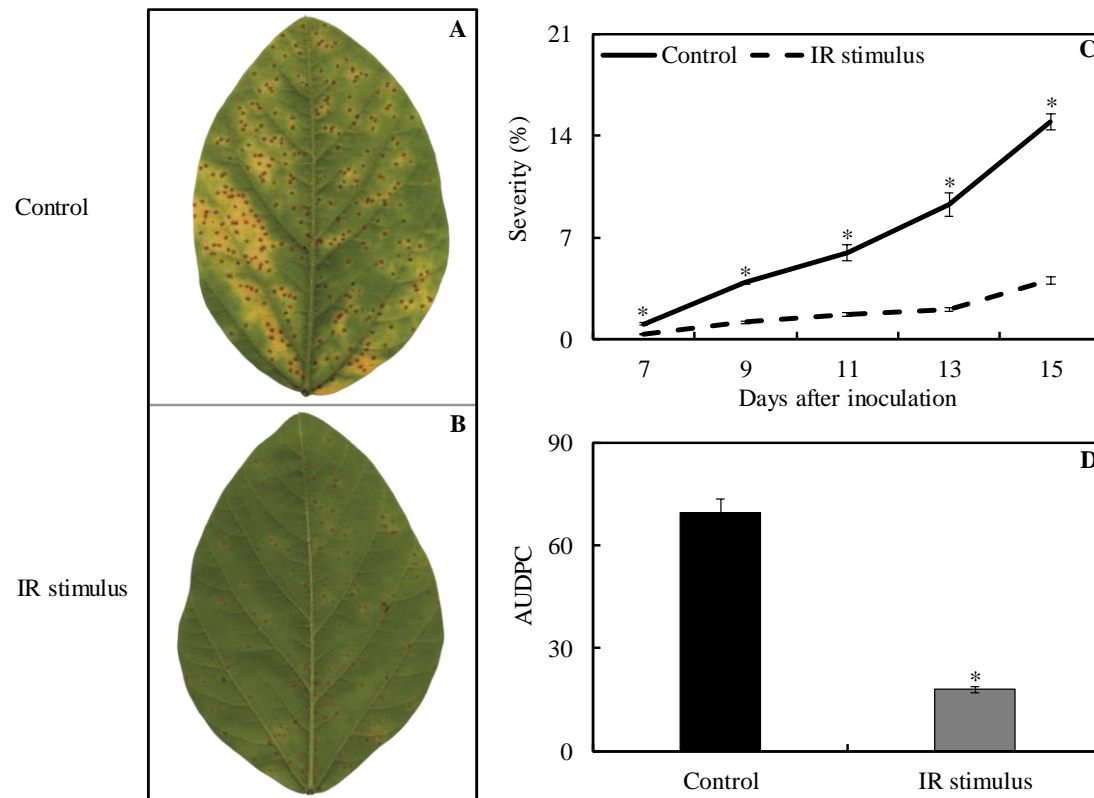 A
Control
B
IR stimulus
C
Control
IR stimulus
Severity (%)
21
14
7
0
*
*
*
*
*
7 9 11 13 15
Days after inoculation
D
AUDPC
90
60
30
0
*
Control IR stimulus